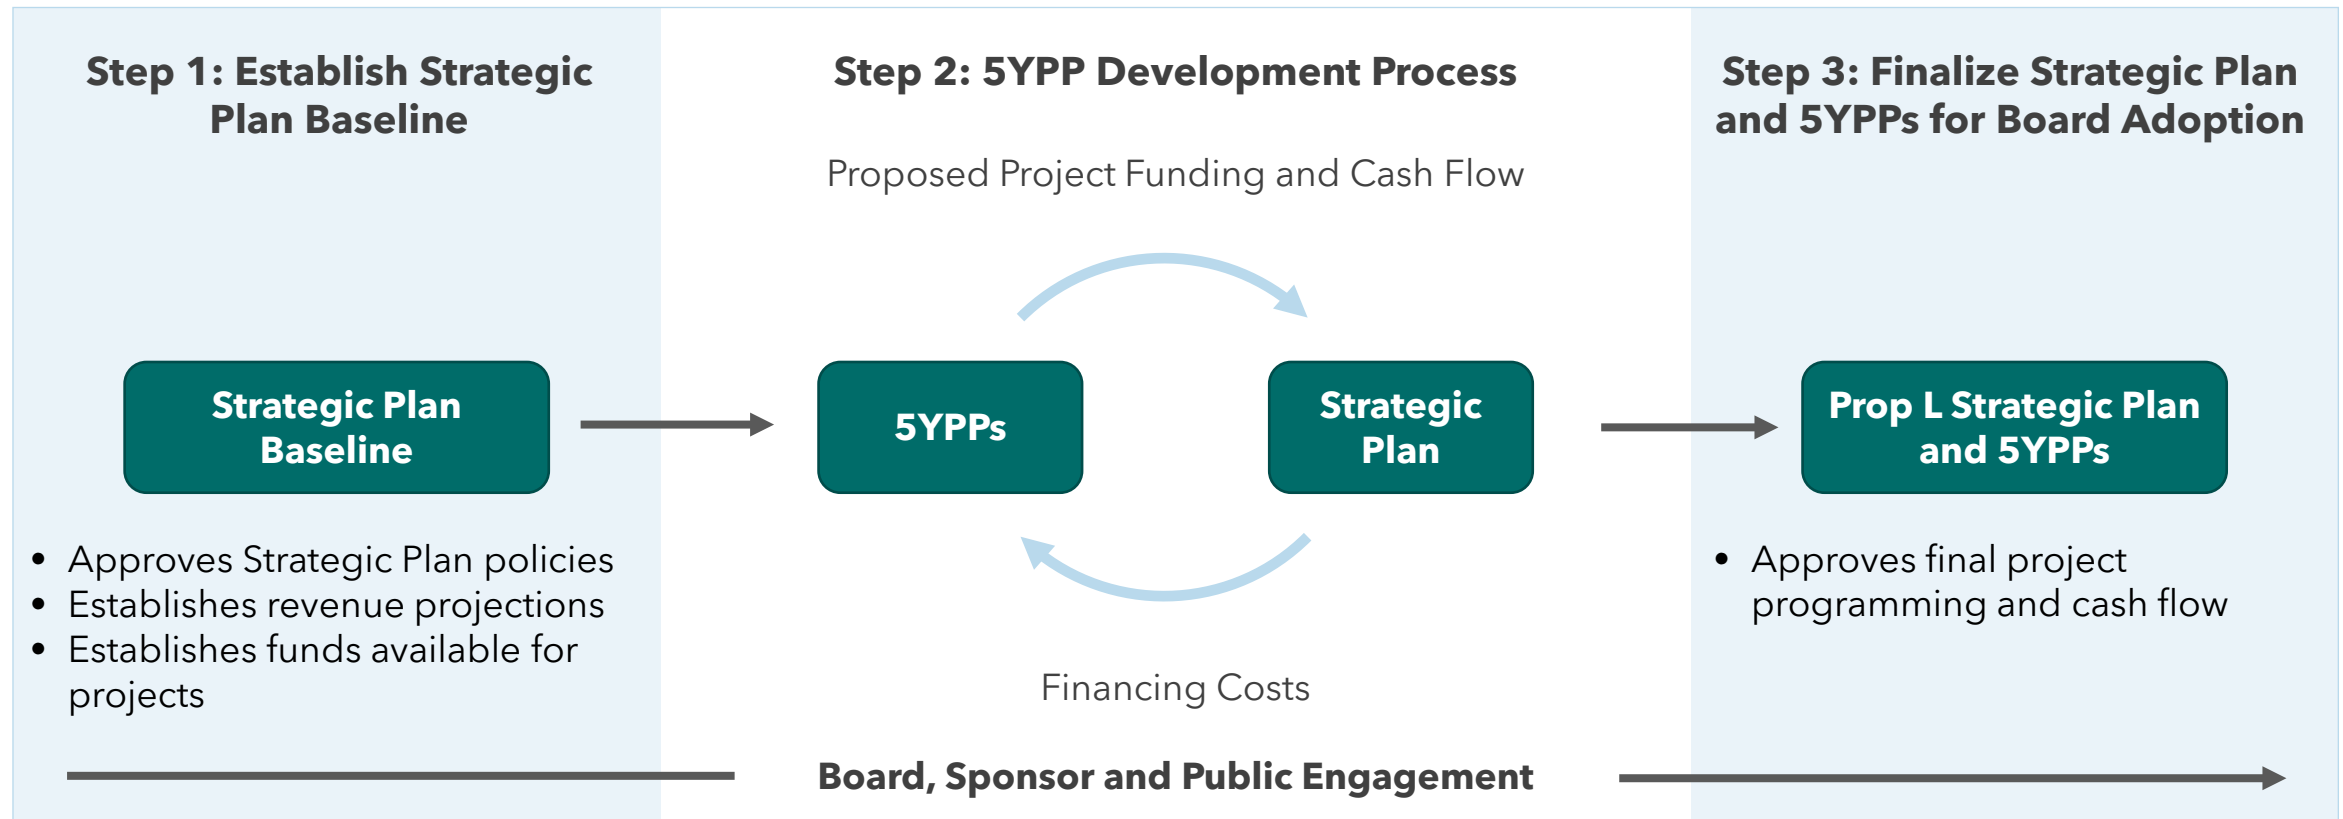 Step 1: Establish Strategic
Plan Baseline
Strategic Plan
Baseline
• Approves Strategic Plan policies
• Establishes revenue projections
• Establishes funds available for
projects
Step 2: 5YPP Development Process
Proposed Project Funding and Cash Flow
5YPPs
Strategic
Plan
Financing Costs
Step 3: Finalize Strategic Plan
and 5YPPs for Board Adoption
Prop L Strategic Plan
and 5YPPs
• Approves final project
programming and cash flow
Board, Sponsor and Public Engagement